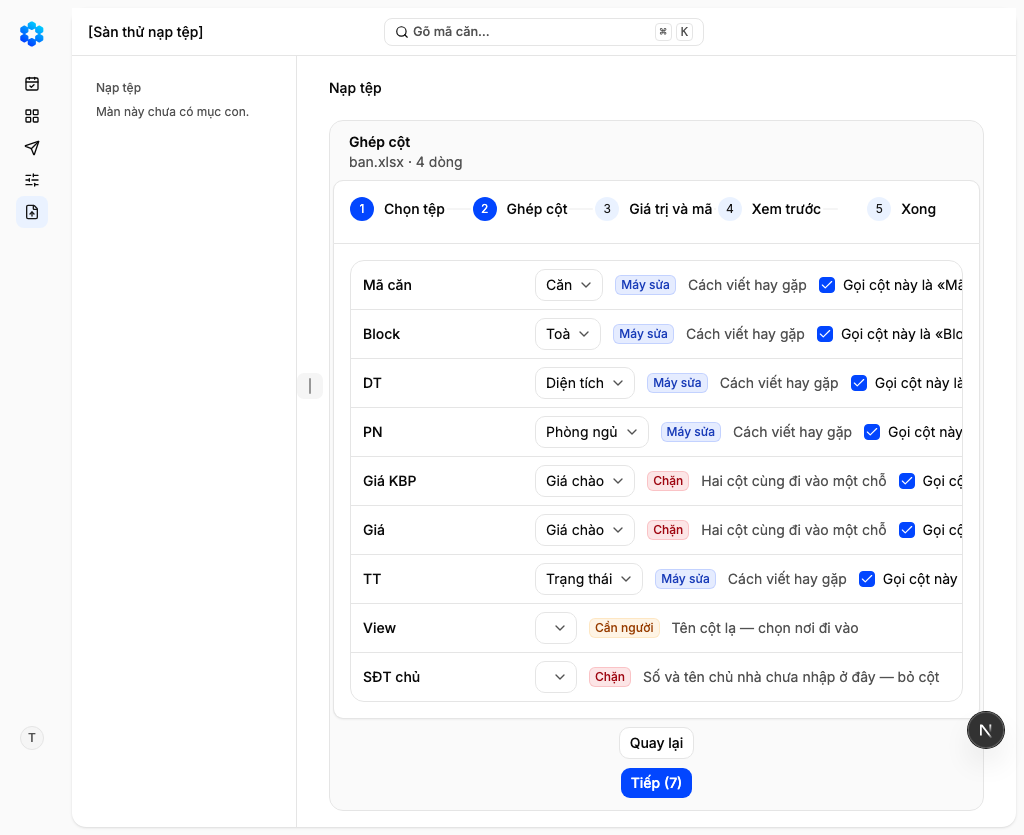 [Sàn thử nạp tệp]
Gõ mã căn...
⌘ K
Nạp tệp
Màn này chưa có mục con.
Nạp tệp
Ghép cột
ban.xlsx · 4 dòng
1 Chọn tệp 2 Ghép cột 3 Giá trị và mã 4 Xem trước 5 Xong
Mã căn Căn Máy sửa Cách viết hay gặp Gọi cột này là «Mã
Block Toà Máy sửa Cách viết hay gặp Gọi cột này là «Blo
DT Diện tích Máy sửa Cách viết hay gặp Gọi cột này là
PN Phòng ngủ Máy sửa Cách viết hay gặp Gọi cột này
Giá KBP Giá chào Chặn Hai cột cùng đi vào một chỗ Gọi cộ
Giá Giá chào Chặn Hai cột cùng đi vào một chỗ Gọi cộ
TT Trạng thái Máy sửa Cách viết hay gặp Gọi cột này
View Cần người Tên cột lạ — chọn nơi đi vào
SĐT chủ Chặn Số và tên chủ nhà chưa nhập ở đây — bỏ cột
Quay lại
Tiếp (7)
T
N